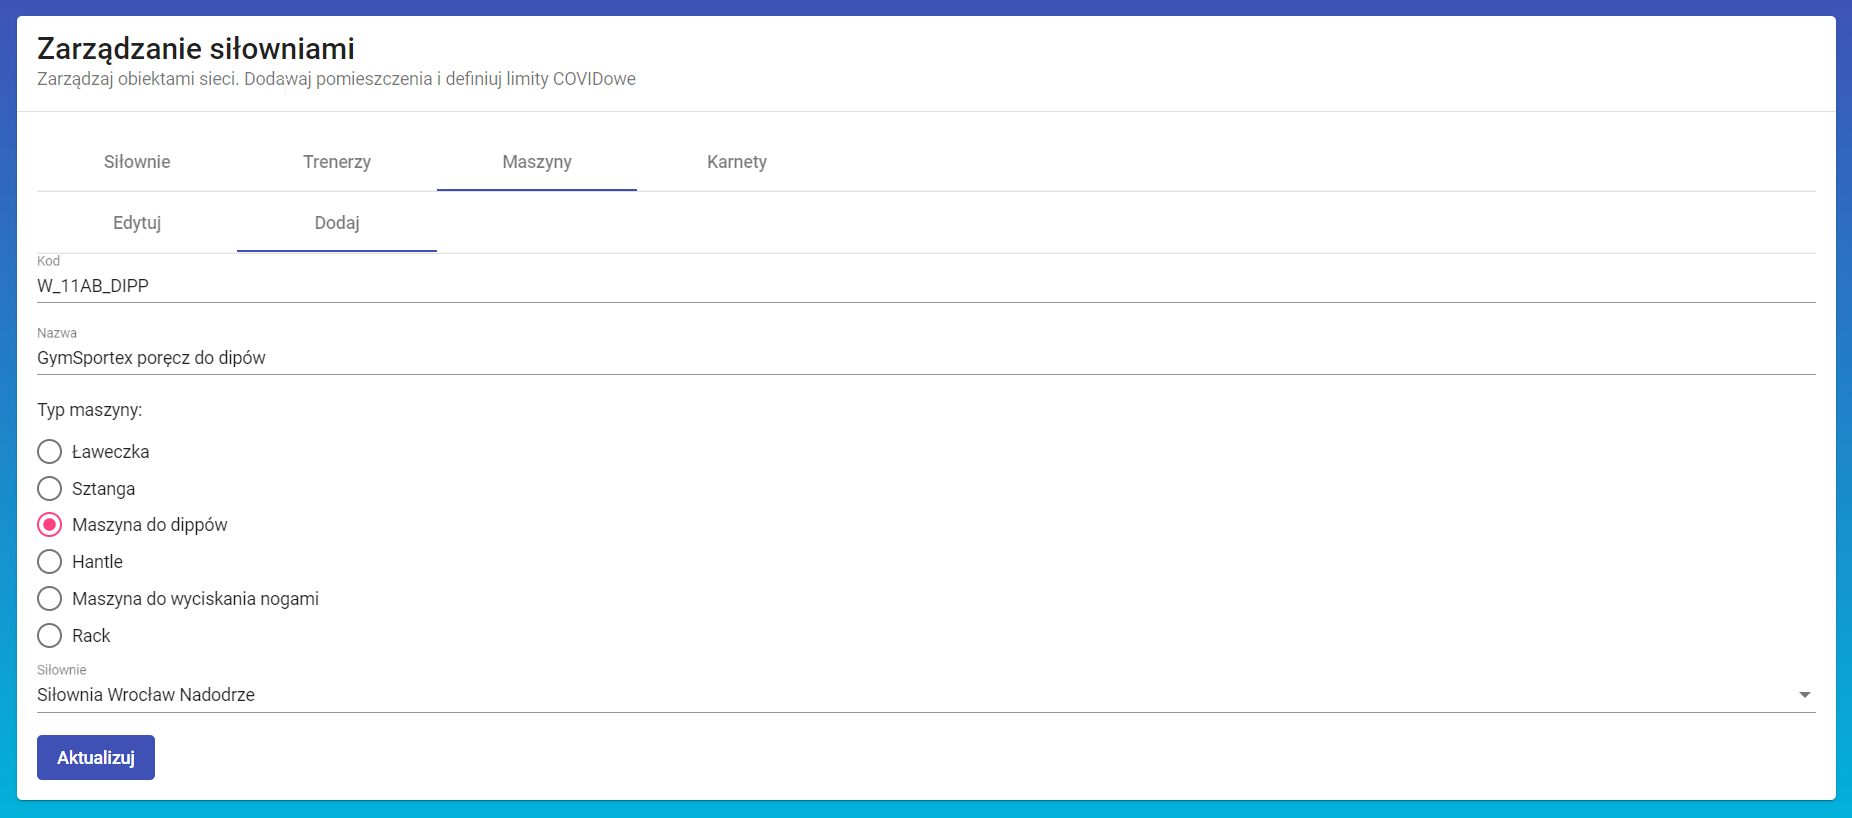 Zarządzanie siłowniami
Zarządzaj obiektami sieci. Dodawaj pomieszczenia i definiuj limity COVIDowe
Siłownie Trenerzy Maszyny Karnety
Edytuj Dodaj
Kod
W_11AB_DIPP
Nazwa
GymSportex poręcz do dipów
Typ maszyny:
Ławeczka
Sztanga
Maszyna do dippów
Hantle
Maszyna do wyciskania nogami
Rack
Siłownie
Siłownia Wrocław Nadodrze
Aktualizuj